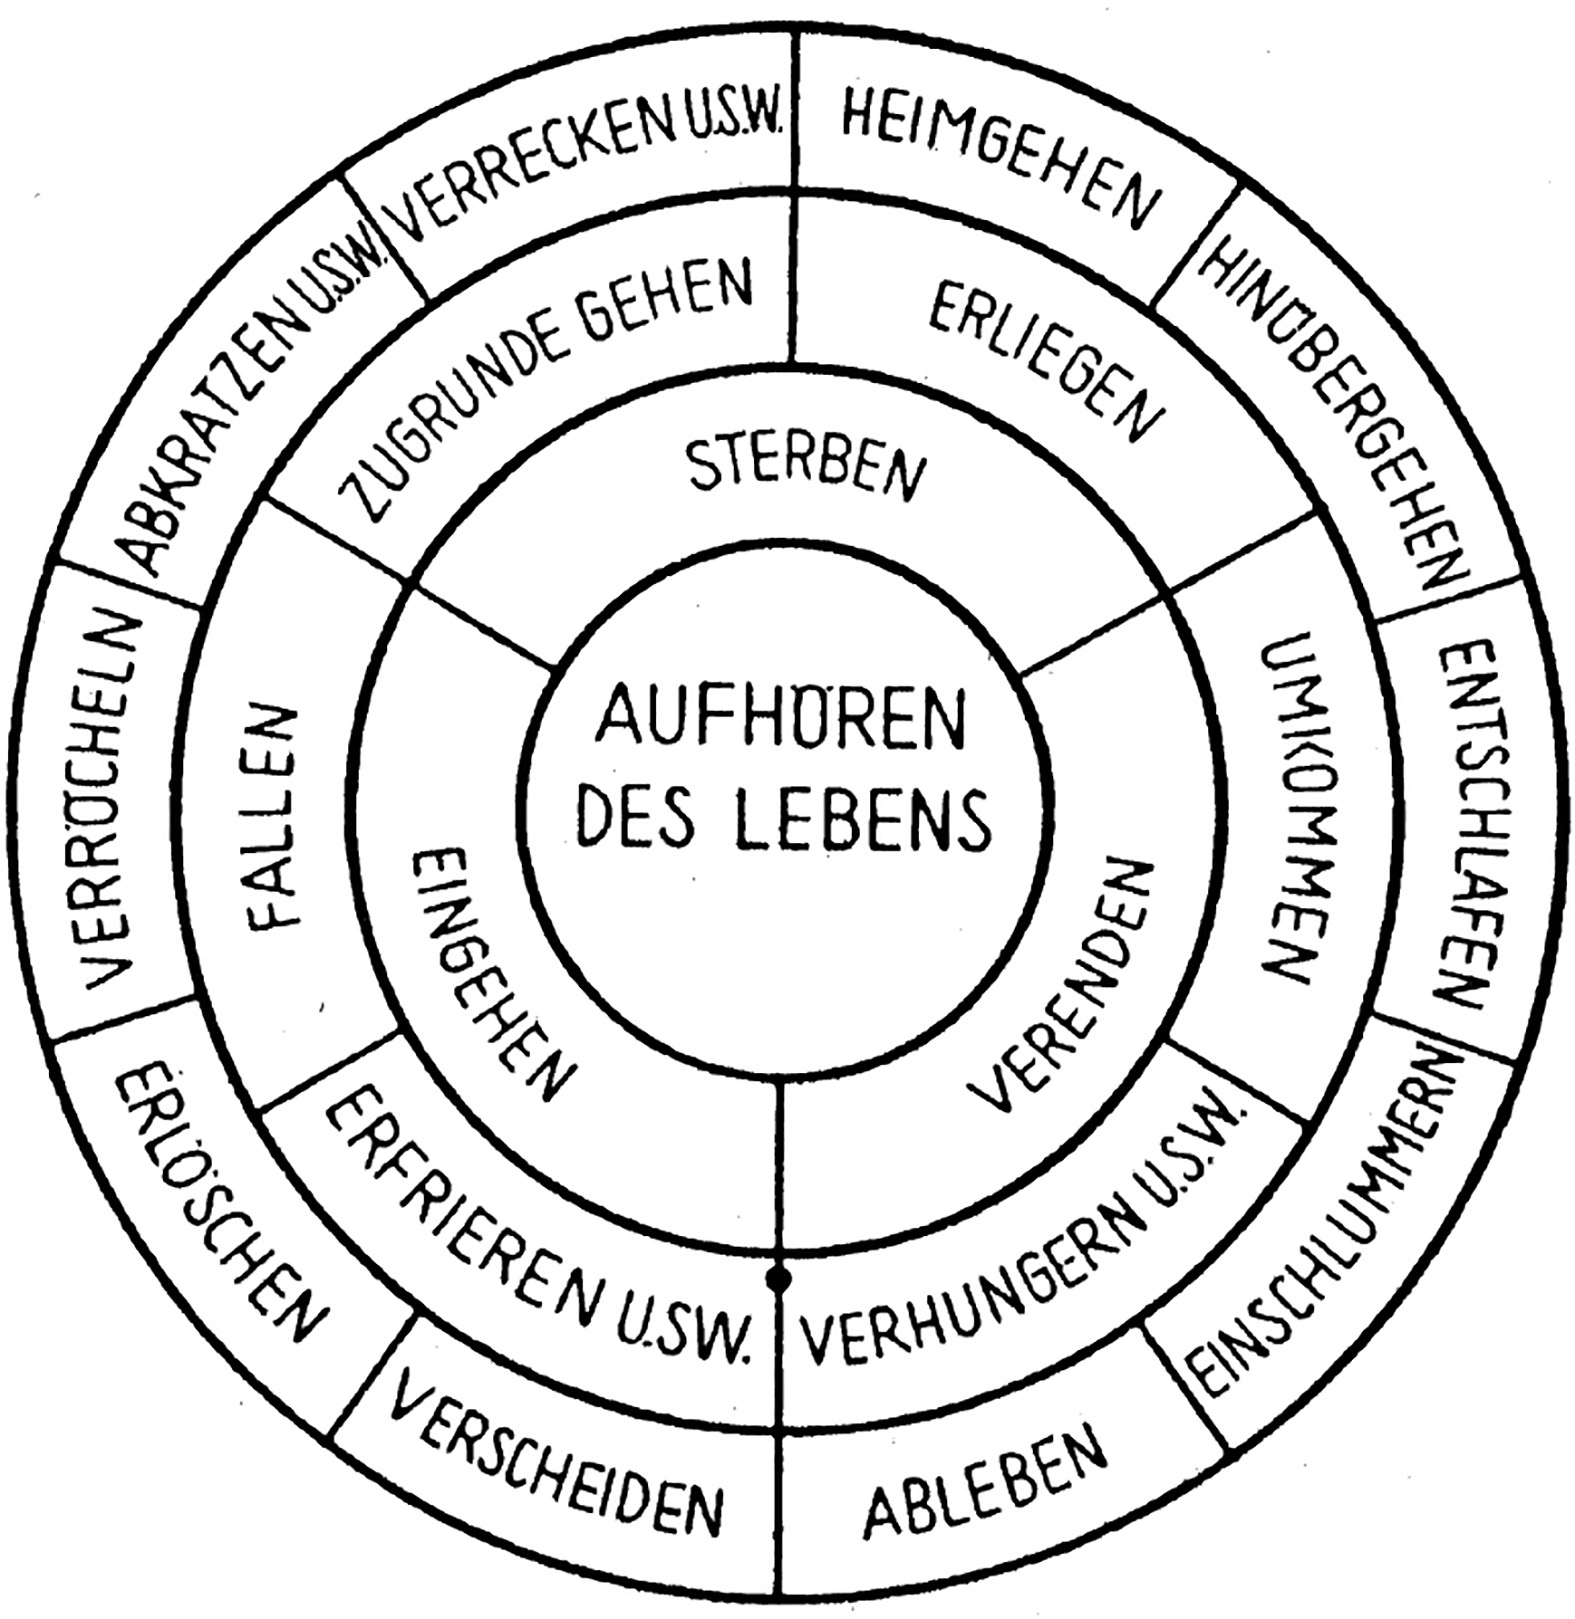 AUFHÖREN
DES LEBENS
STERBEN
VERENDEN
EINGEHEN
ERLIEGEN
UMKOMMEN
VERHUNGERN U.S.W.
ERFRIEREN U.SW.
FALLEN
ZUGRUNDE GEHEN
HEIMGEHEN
HINÜBERGEHEN
ENTSCHLAFEN
EINSCHLUMMERN
ABLEBEN
VERSCHEIDEN
ERLÖSCHEN
VERRÖCHELN
ABKRATZEN U.S.W.
VERRECKEN U.S.W.